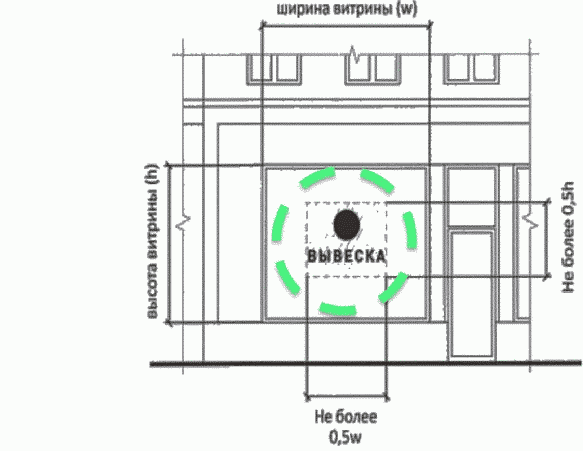 ширина витрины (w)
высота витрины (h)
ВЫВЕСКА
Не более 0,5h
Не более
0,5w